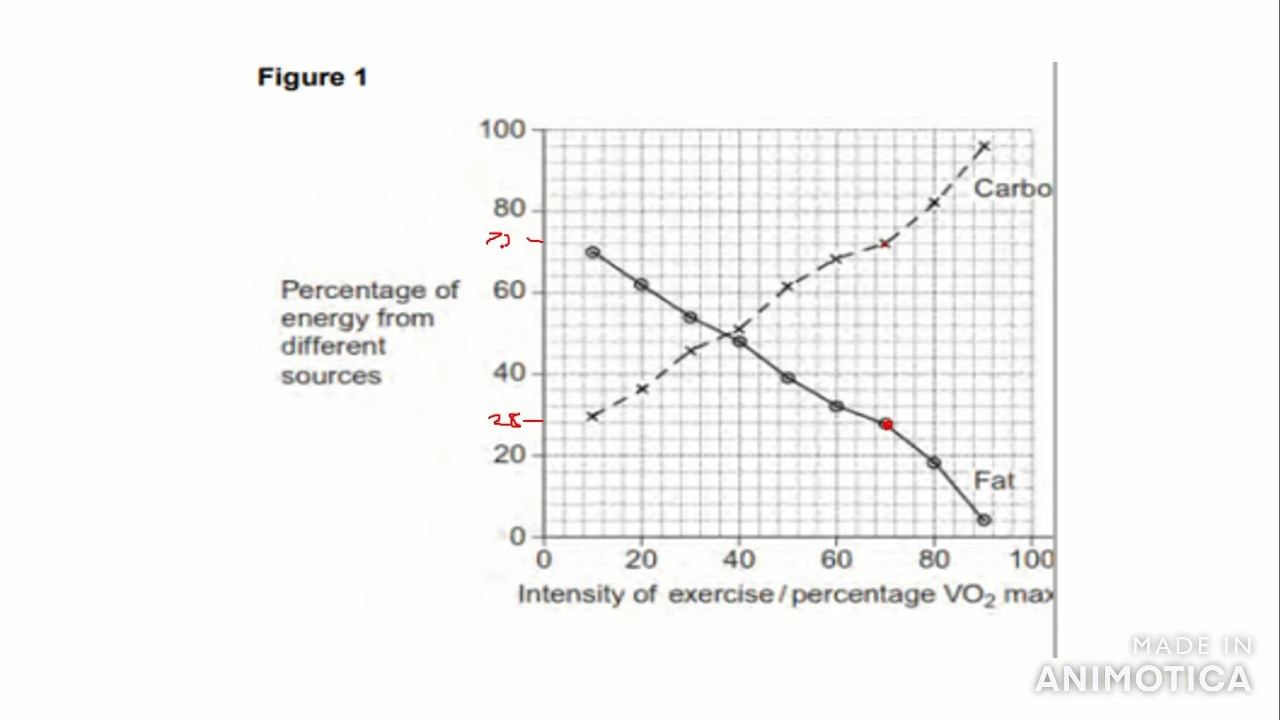 Figure 1
100
80
60
40
20
0
Carbo
Fat
28
Percentage of
energy from
different
sources
0 20 40 60 80 100
Intensity of exercise/percentage VO₂ max
MADE IN
ANIMOTICA